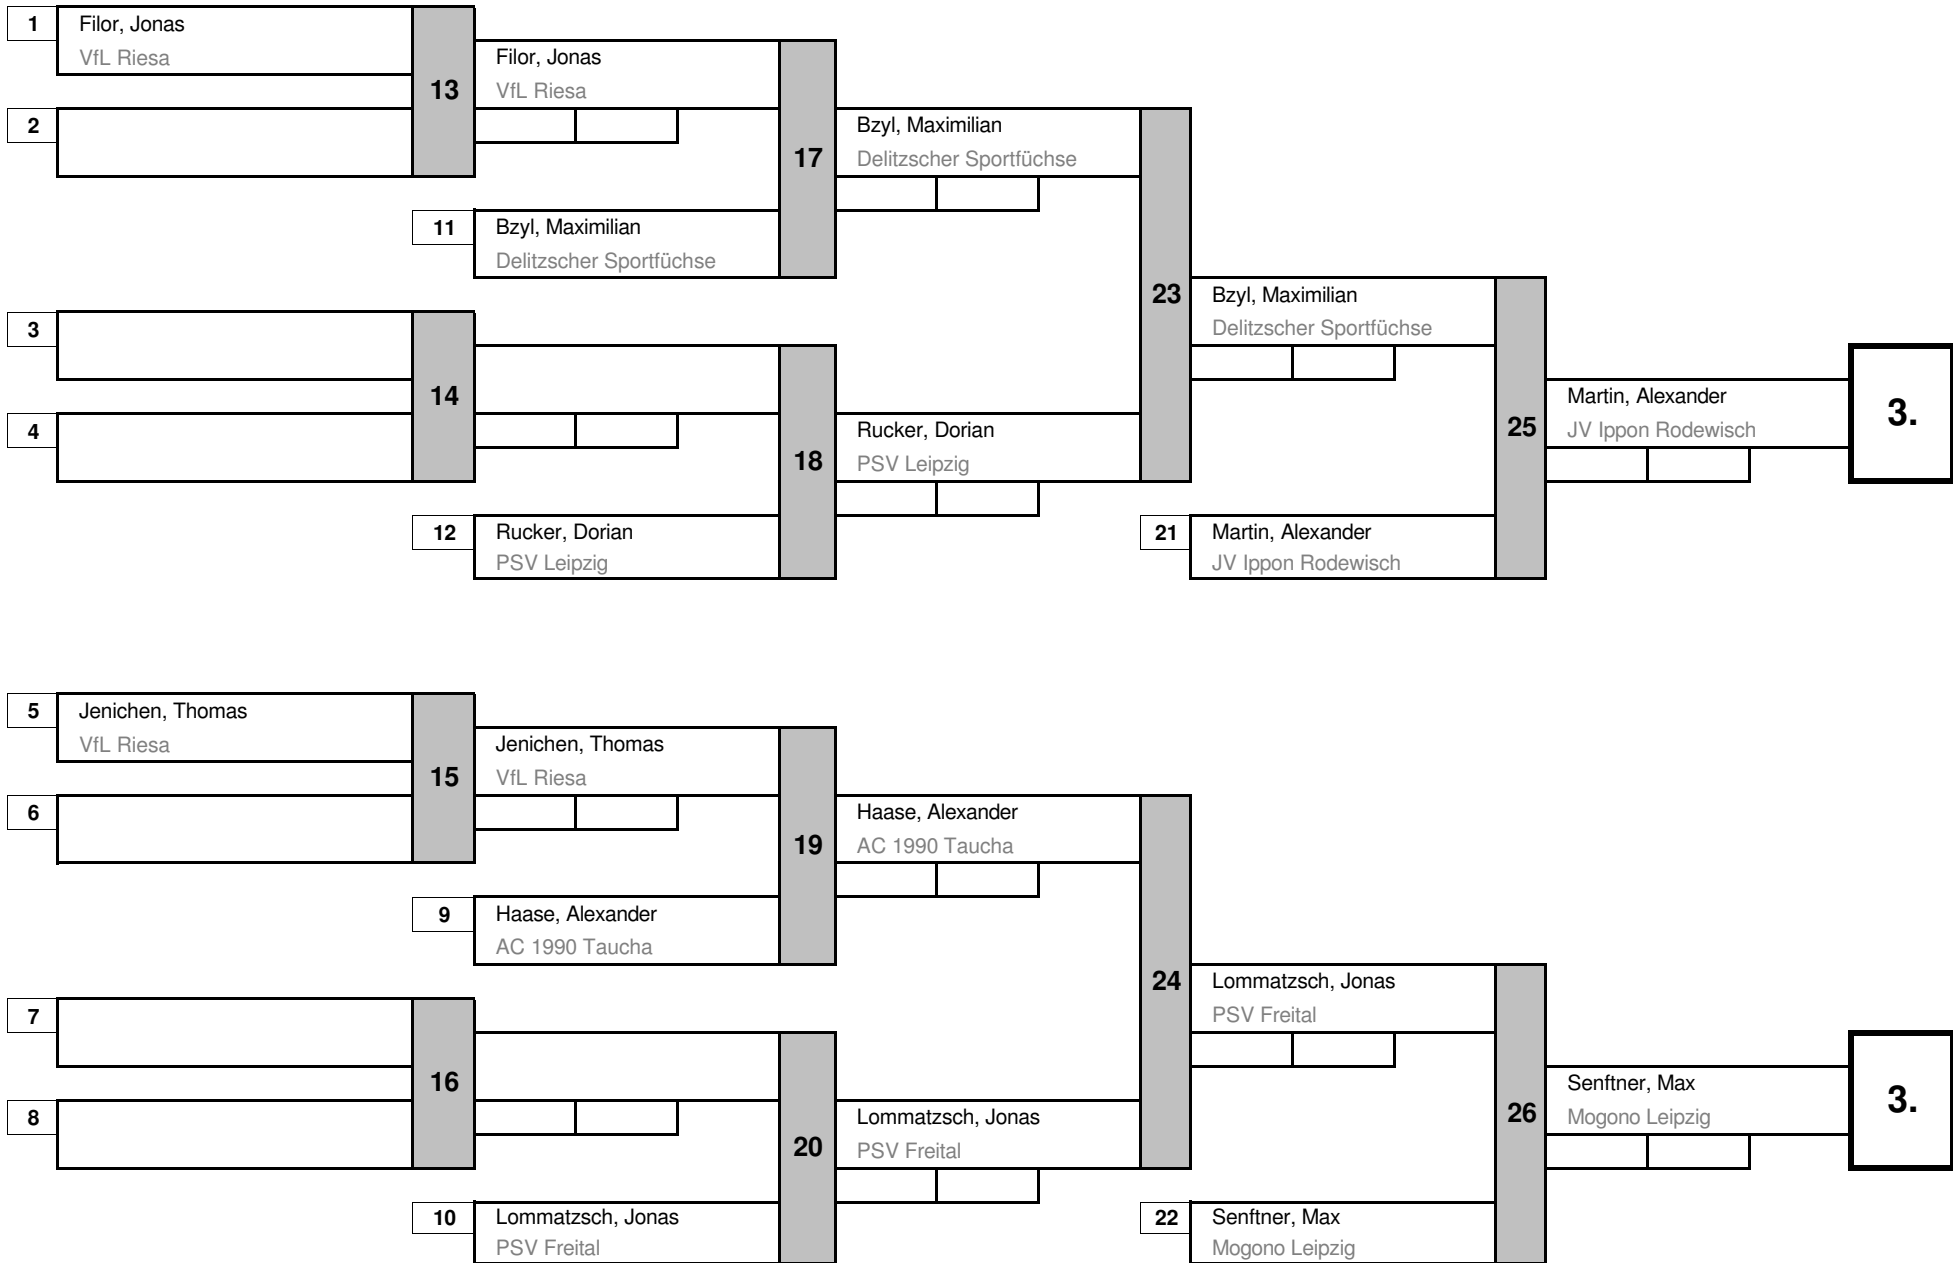 1 Filor, Jonas
VfL Riesa
13
Filor, Jonas
VfL Riesa
2
17
Bzyl, Maximilian
Delitzscher Sportfüchse
11 Bzyl, Maximilian
Delitzscher Sportfüchse
23
Bzyl, Maximilian
Delitzscher Sportfüchse
3
14
4
18
Rucker, Dorian
PSV Leipzig
25
Martin, Alexander
JV Ippon Rodewisch
3.
12 Rucker, Dorian
PSV Leipzig
21 Martin, Alexander
JV Ippon Rodewisch
5 Jenichen, Thomas
VfL Riesa
15
Jenichen, Thomas
VfL Riesa
6
19
Haase, Alexander
AC 1990 Taucha
9 Haase, Alexander
AC 1990 Taucha
24
Lommatzsch, Jonas
PSV Freital
7
16
8
20
Lommatzsch, Jonas
PSV Freital
26
Senftner, Max
Mogono Leipzig
3.
10 Lommatzsch, Jonas
PSV Freital
22 Senftner, Max
Mogono Leipzig